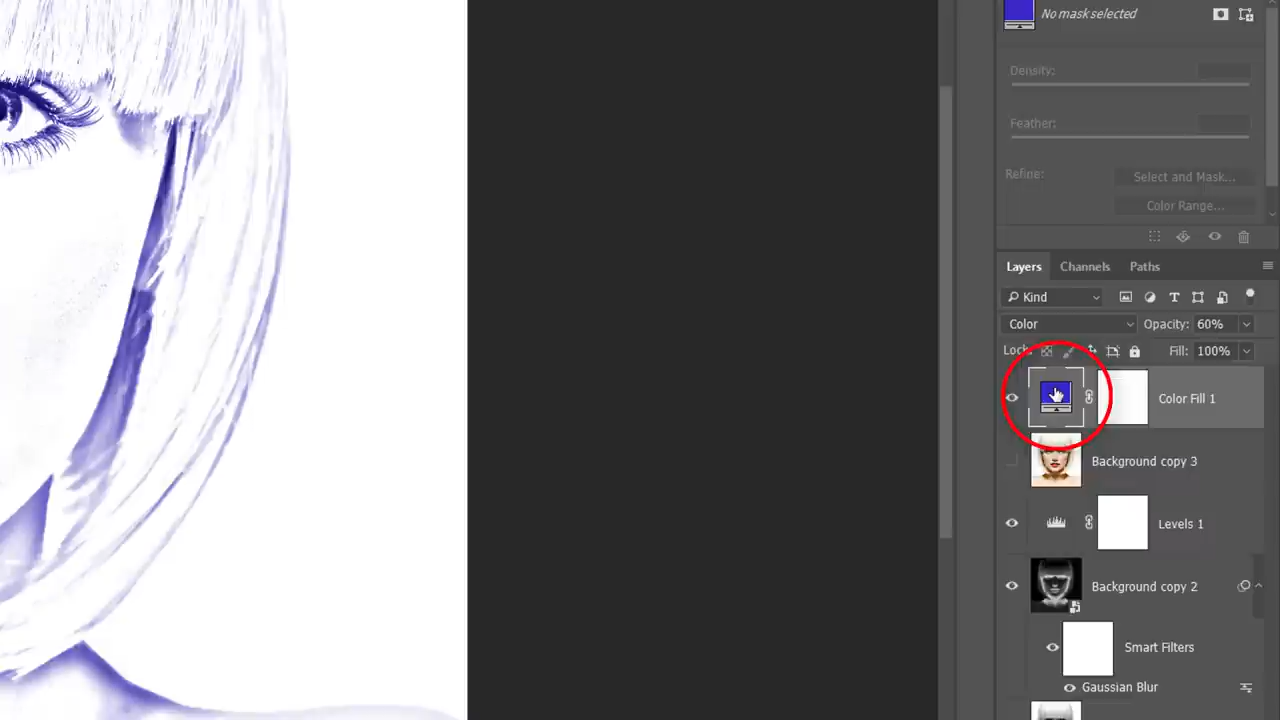 No mask selected
Density:
Feather:
Refine:
Select and Mask...
Color Range...
Layers Channels Paths
Kind
Color Opacity: 60%
Lock: Fill: 100%
Color Fill 1
Background copy 3
Levels 1
Background copy 2
Smart Filters
Gaussian Blur